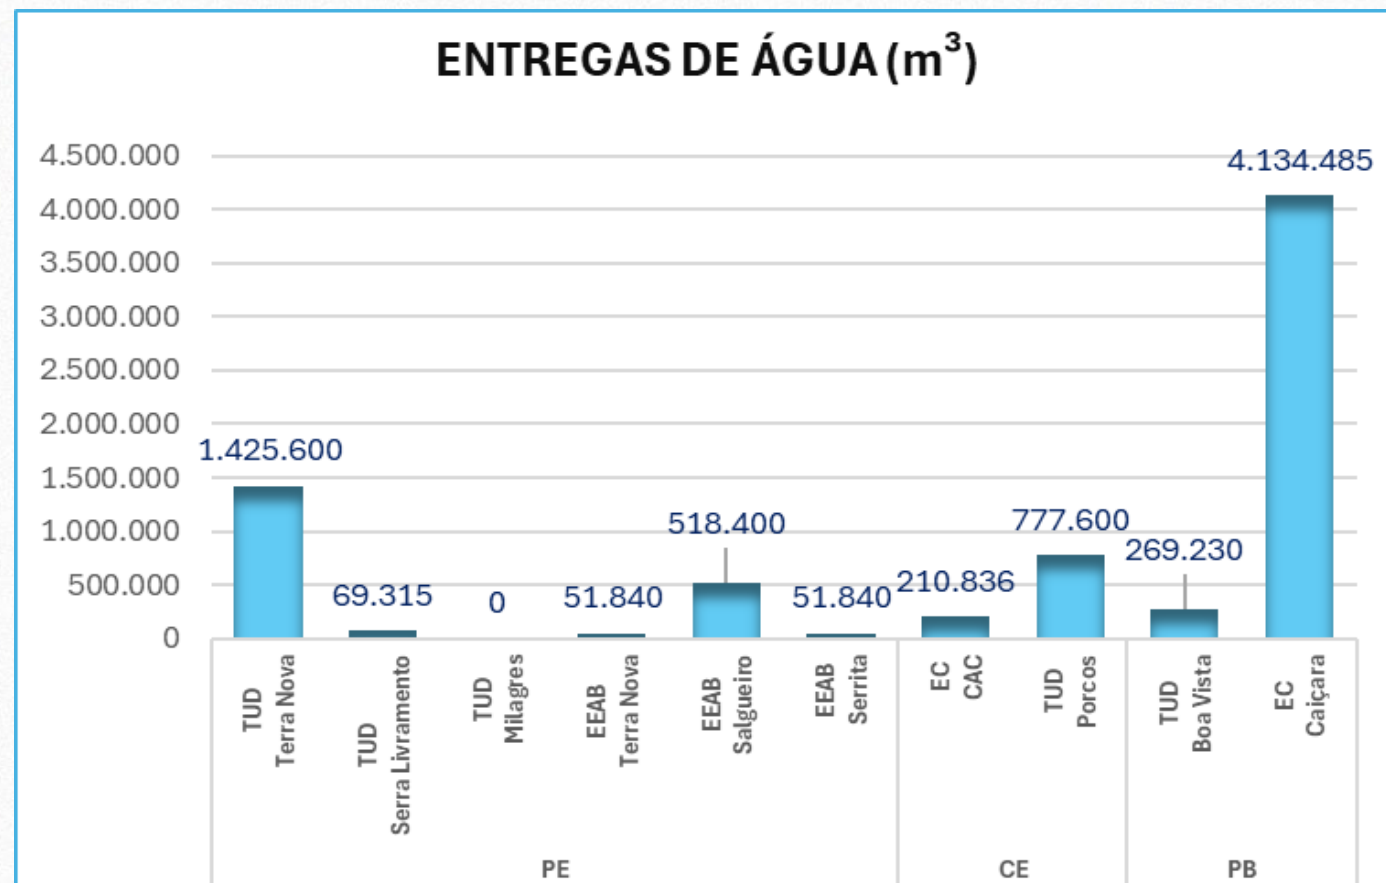 ENTREGAS DE ÁGUA (m³)
4.500.000
4.000.000
3.500.000
3.000.000
2.500.000
2.000.000
1.500.000
1.000.000
500.000
0
1.425.600
69.315
0
51.840
518.400
51.840
210.836
777.600
269.230
4.134.485
TUD
Terra Nova
TUD
Serra Livramento
TUD
Milagres
EEAB
Terra Nova
EEAB
Salgueiro
EEAB
Serrita
EC
CAC
TUD
Porcos
TUD
Boa Vista
EC
Caiçara
PE
CE
PB